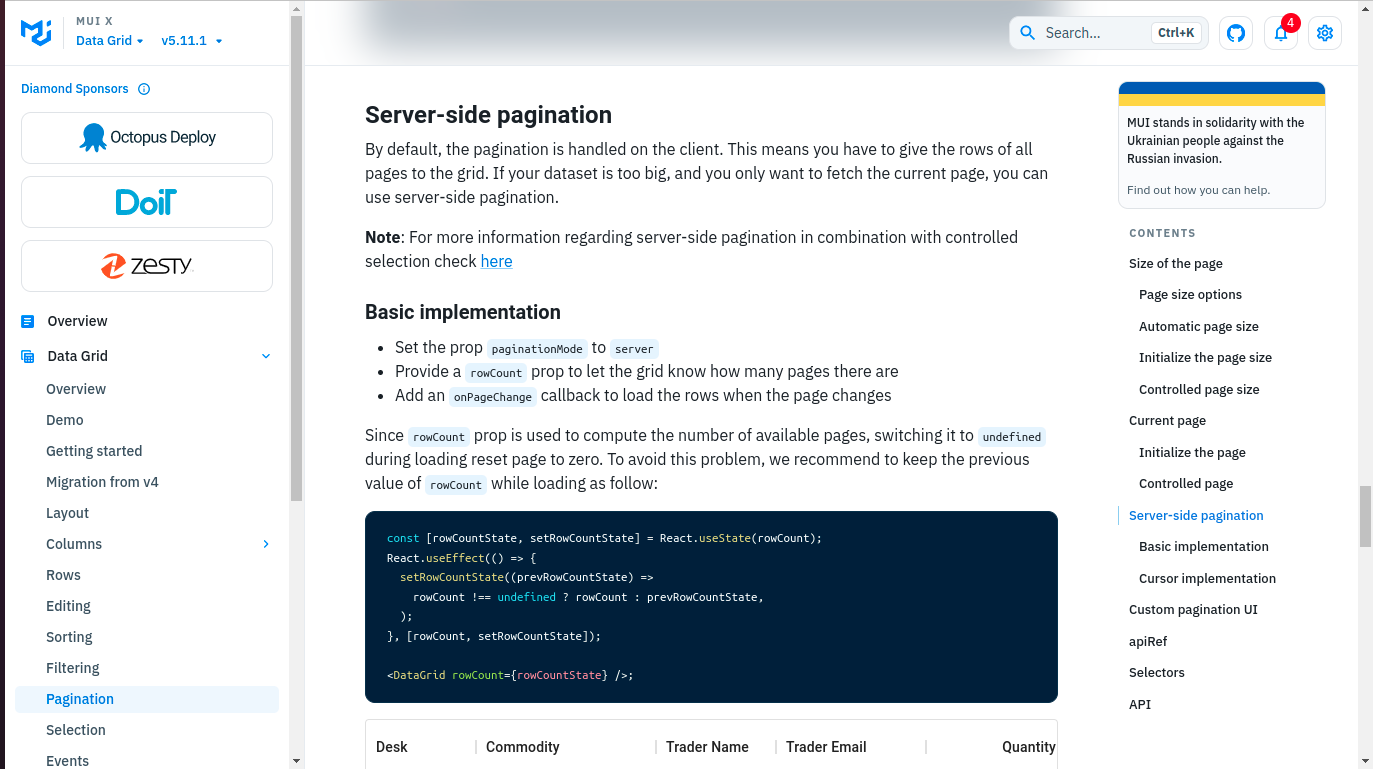 MUI X
Data Grid
v5.11.1
Search...
Ctrl+K
4
Diamond Sponsors
Octopus Deploy
DoiT
zesty
Overview
Data Grid
Overview
Demo
Getting started
Migration from v4
Layout
Columns
Rows
Editing
Sorting
Filtering
Pagination
Selection
Events
Server-side pagination
By default, the pagination is handled on the client. This means you have to give the rows of all
pages to the grid. If your dataset is too big, and you only want to fetch the current page, you can
use server-side pagination.
Note: For more information regarding server-side pagination in combination with controlled
selection check here
Basic implementation
• Set the prop paginationMode to server
• Provide a rowCount prop to let the grid know how many pages there are
• Add an onPageChange callback to load the rows when the page changes
Since rowCount prop is used to compute the number of available pages, switching it to undefined
during loading reset page to zero. To avoid this problem, we recommend to keep the previous
value of rowCount while loading as follow:
const [rowCountState, setRowCountState] = React.useState(rowCount);
React.useEffect(() => {
  setRowCountState((prevRowCountState) =>
    rowCount !== undefined ? rowCount : prevRowCountState,
  );
}, [rowCount, setRowCountState]);
<DataGrid rowCount={rowCountState} />;
Desk Commodity Trader Name Trader Email Quantity
MUI stands in solidarity with the
Ukrainian people against the
Russian invasion.
Find out how you can help.
CONTENTS
Size of the page
Page size options
Automatic page size
Initialize the page size
Controlled page size
Current page
Initialize the page
Controlled page
Server-side pagination
Basic implementation
Cursor implementation
Custom pagination UI
apiRef
Selectors
API